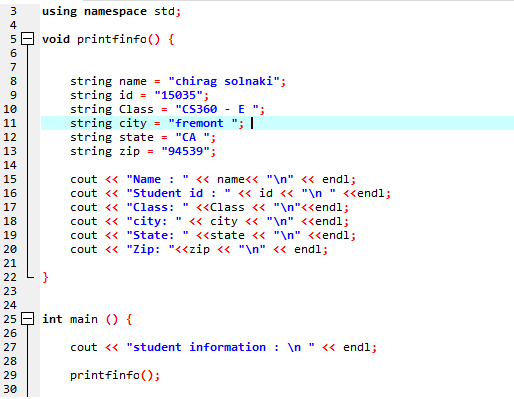 3 using namespace std;
4
5 void printfinfo() {
6
7
8 string name = "chirag solnaki";
9 string id = "15035";
10 string Class = "CS360 - E ";
11 string city = "fremont ";
12 string state = "CA ";
13 string zip = "94539";
14
15 cout << "Name : " << name<< "\n" << endl;
16 cout << "Student id : " << id << "\n " <<endl;
17 cout << "Class: " <<Class << "\n"<<endl;
18 cout << "city: " << city << "\n" <<endl;
19 cout << "State: " <<state << "\n" <<endl;
20 cout << "Zip: "<<zip << "\n" << endl;
21
22 }
23
24
25 int main () {
26
27 cout << "student information : \n " << endl;
28
29 printfinfo();
30